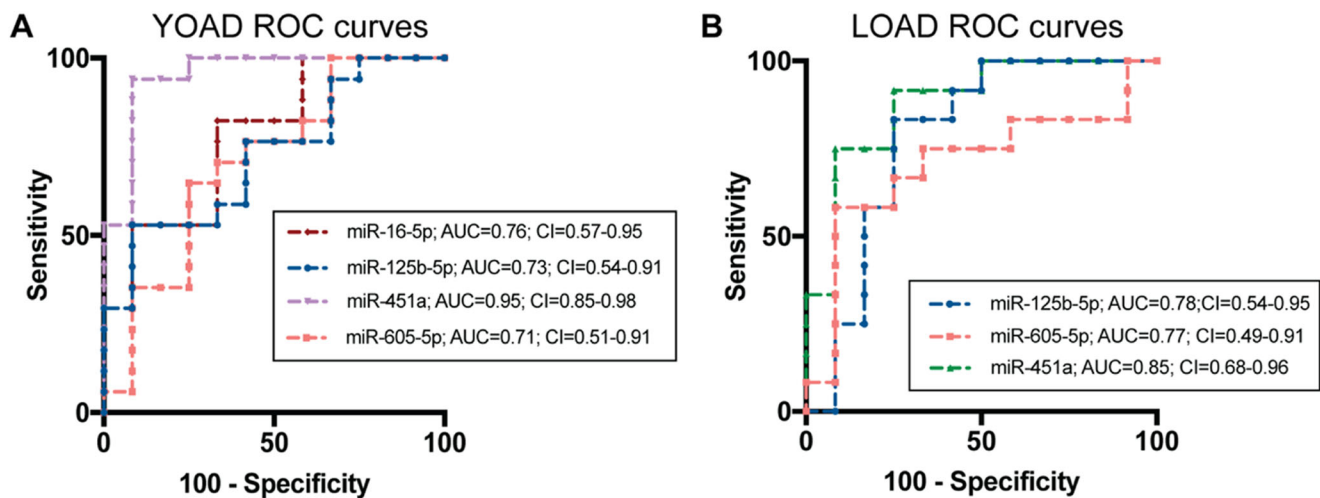 A
YOAD ROC curves
100
50
0
Sensitivity
miR-16-5p; AUC=0.76; CI=0.57-0.95
miR-125b-5p; AUC=0.73; CI=0.54-0.91
miR-451a; AUC=0.95; CI=0.85-0.98
miR-605-5p; AUC=0.71; CI=0.51-0.91
0
50
100
100 - Specificity
B
LOAD ROC curves
100
50
0
Sensitivity
miR-125b-5p; AUC=0.78;CI=0.54-0.95
miR-605-5p; AUC=0.77; CI=0.49-0.91
miR-451a; AUC=0.85; CI=0.68-0.96
0
50
100
100 - Specificity